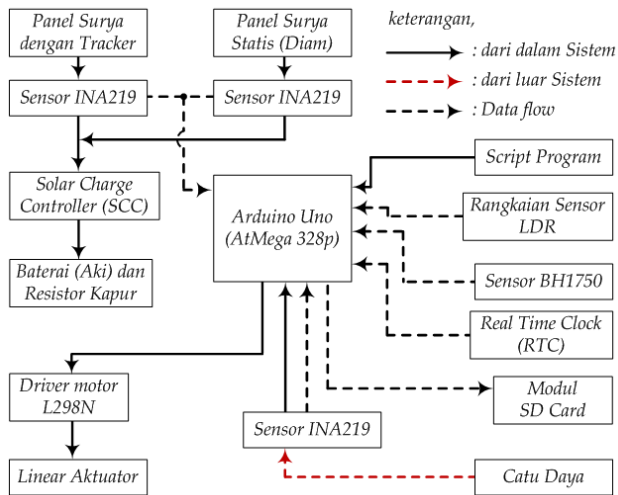 Panel Surya
dengan Tracker
Panel Surya
Statis (Diam)
keterangan,
: dari dalam Sistem
: dari luar Sistem
: Data flow
Sensor INA219
Sensor INA219
Script Program
Solar Charge
Controller (SCC)
Arduino Uno
(AtMega 328p)
Rangkaian Sensor
LDR
Baterai (Aki) dan
Resistor Kapur
Sensor BH1750
Real Time Clock
(RTC)
Driver motor
L298N
Modul
SD Card
Sensor INA219
Linear Aktuator
Catu Daya